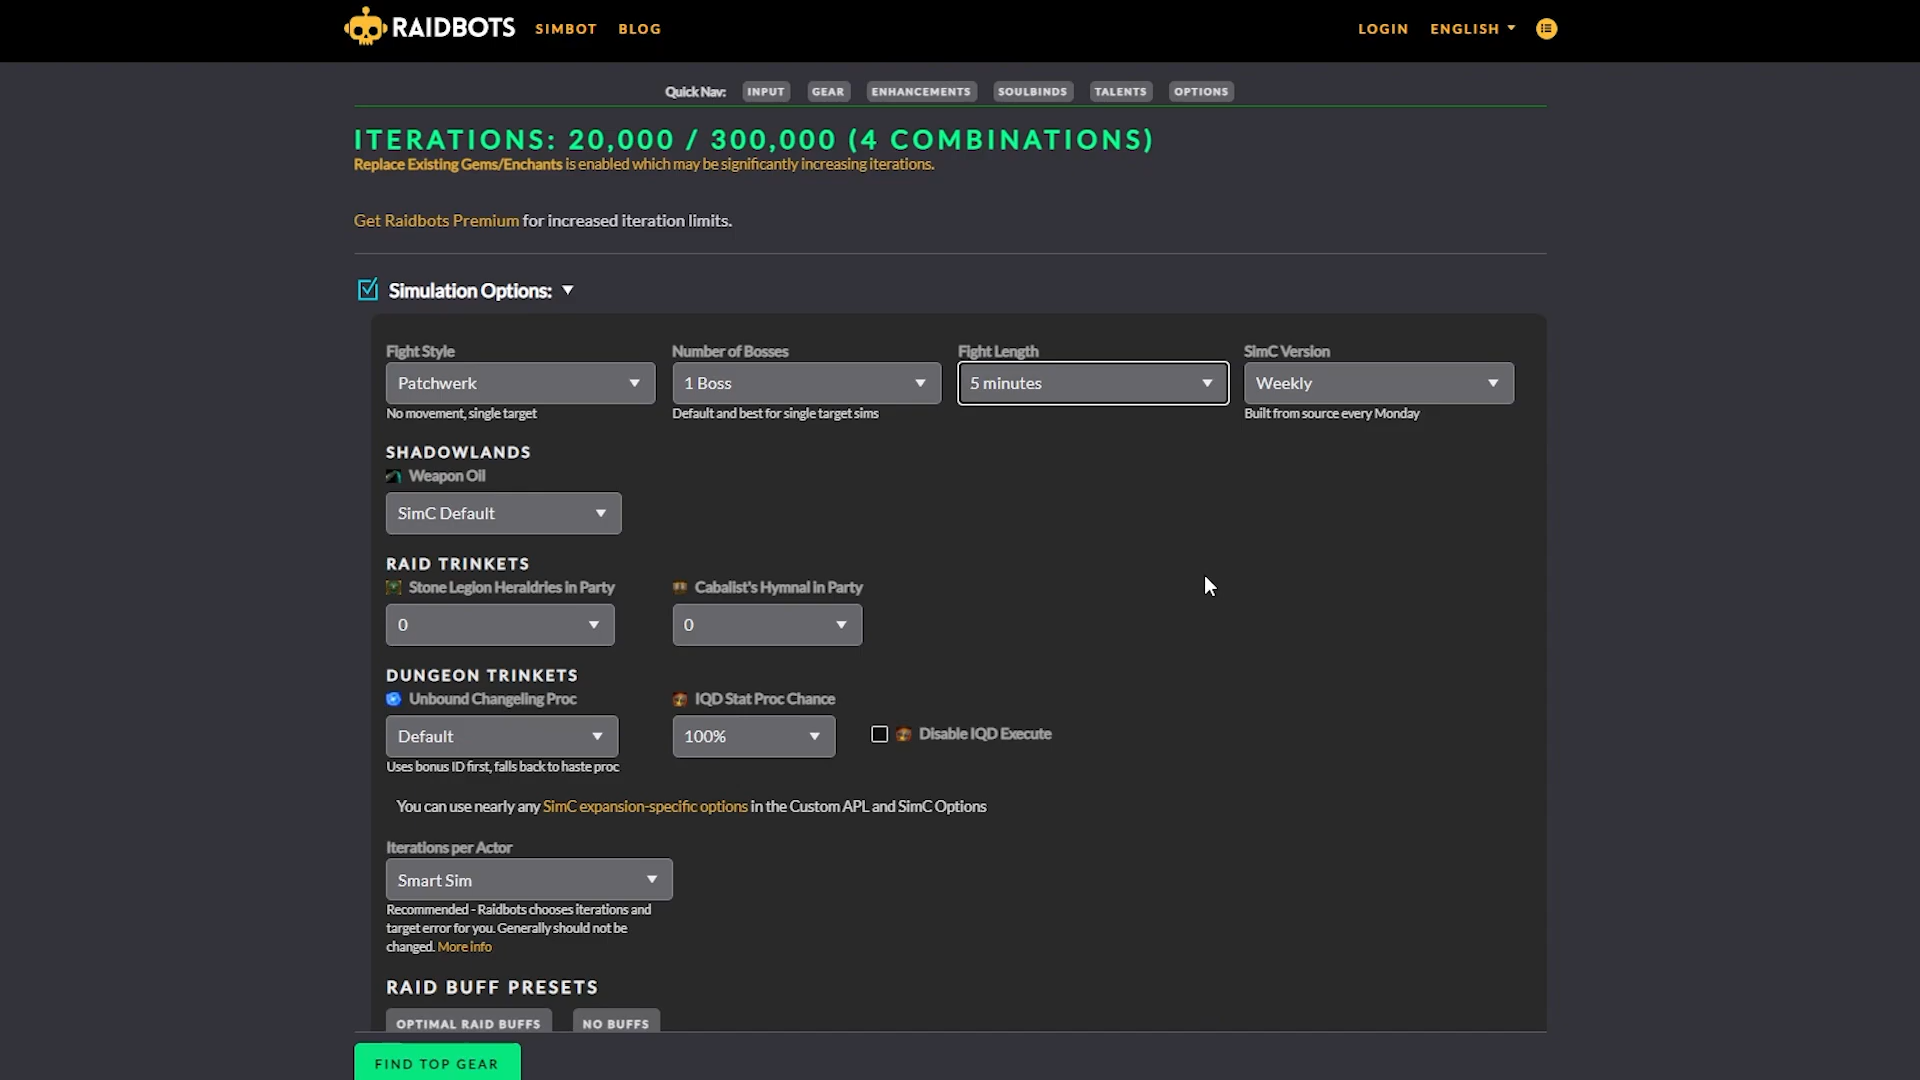 RAIDBOTS SIMBOT BLOG LOGIN ENGLISH
Quick Nav: INPUT GEAR ENHANCEMENTS SOULBINDS TALENTS OPTIONS
ITERATIONS: 20,000 / 300,000 (4 COMBINATIONS)
Replace Existing Gems/Enchants is enabled which may be significantly increasing iterations.
Get Raidbots Premium for increased iteration limits.
Simulation Options:
Fight Style Number of Bosses Fight Length SimC Version
Patchwerk 1 Boss 5 minutes Weekly
No movement, single target Default and best for single target sims Built from source every Monday
SHADOWLANDS
Weapon Oil
SimC Default
RAID TRINKETS
Stone Legion Heraldries in Party Cabalist's Hymnal in Party
0 0
DUNGEON TRINKETS
Unbound Changeling Proc IQD Stat Proc Chance
Default 100% Disable IQD Execute
Uses bonus ID first, falls back to haste proc
You can use nearly any SimC expansion-specific options in the Custom APL and SimC Options
Iterations per Actor
Smart Sim
Recommended - Raidbots chooses iterations and
target error for you. Generally should not be
changed. More info
RAID BUFF PRESETS
OPTIMAL RAID BUFFS NO BUFFS
FIND TOP GEAR